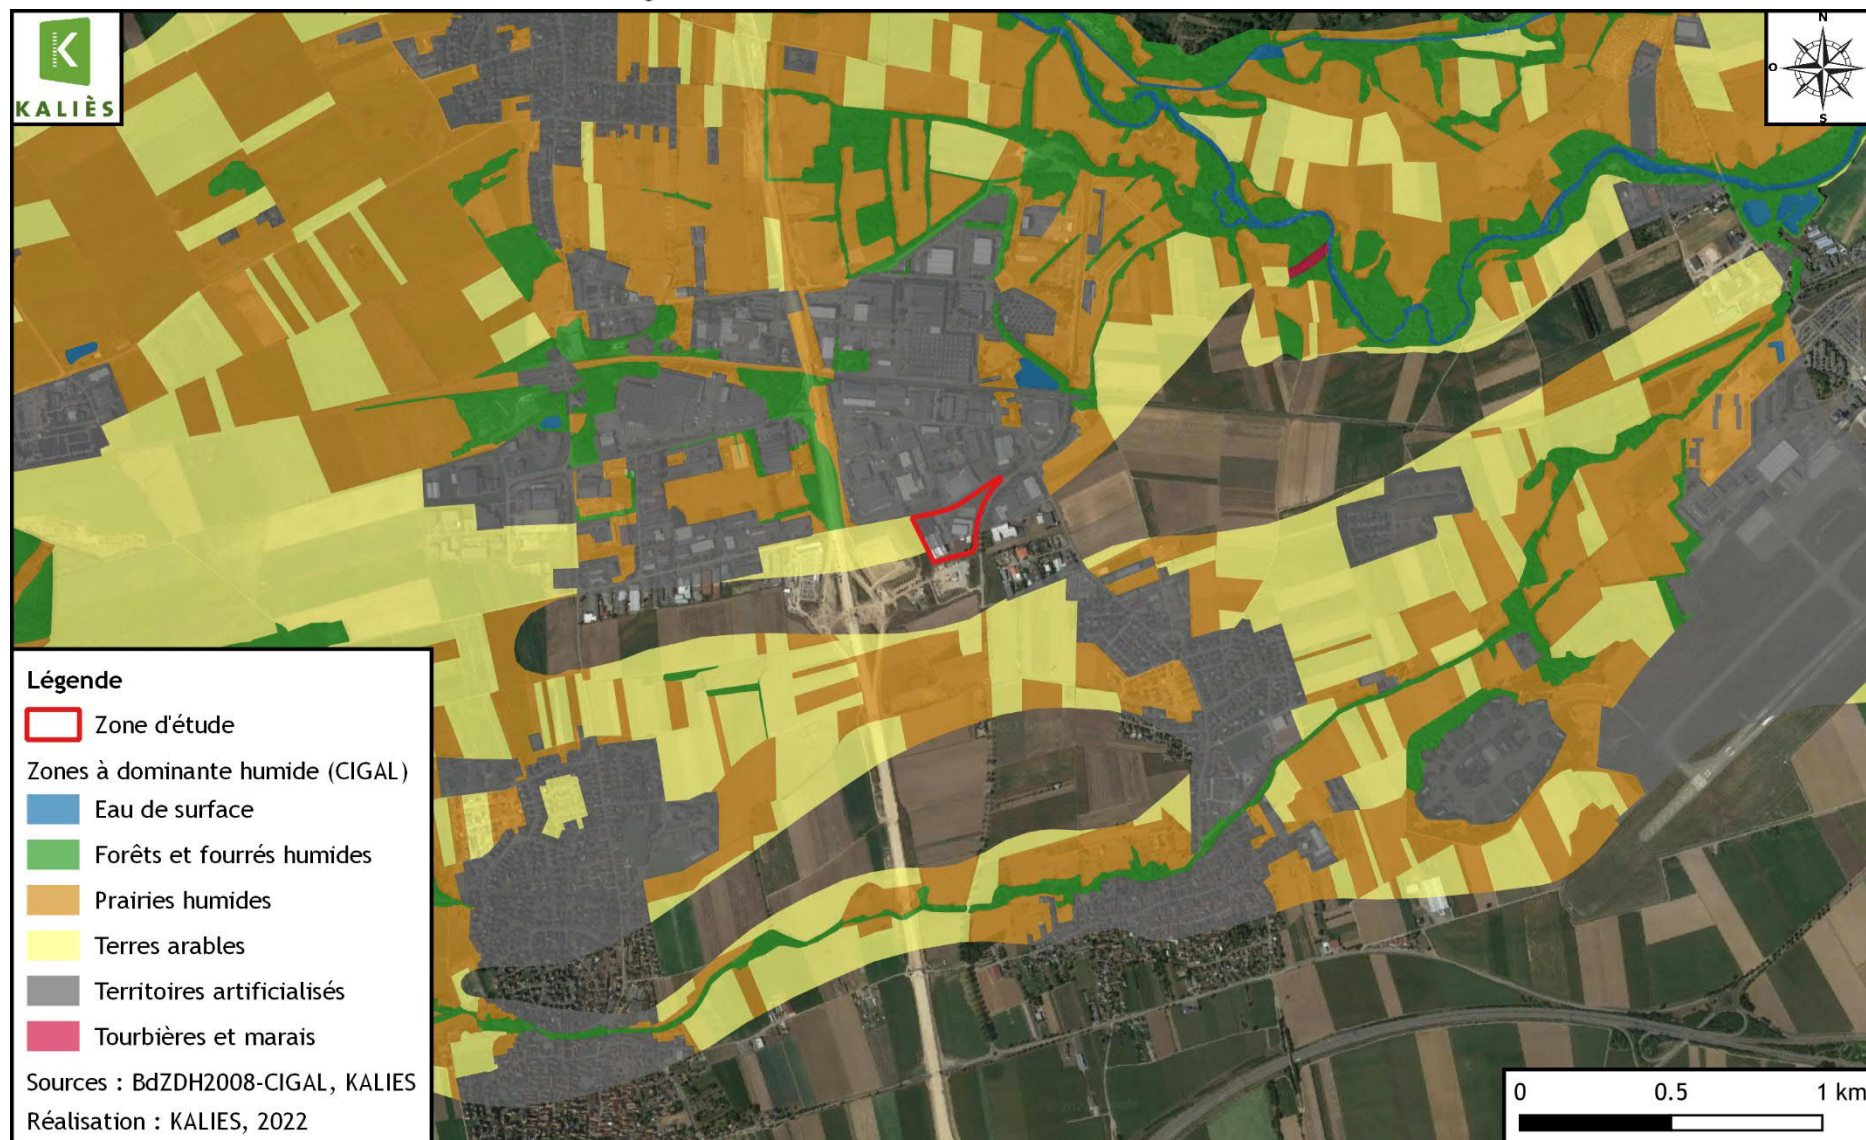 KALIÈS
N
O
S
Légende
Zone d'étude
Zones à dominante humide (CIGAL)
Eau de surface
Forêts et fourrés humides
Prairies humides
Terres arables
Territoires artificialisés
Tourbières et marais
Sources : BdZDH2008-CIGAL, KALIES
Réalisation : KALIES, 2022
0 0.5 1 km